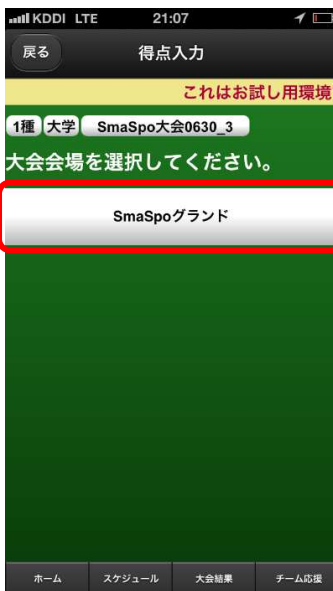 KDDI LTE 21:07
戻る 得点入力
これはお試し用環境
1種 大学 SmaSpo大会0630_3
大会会場を選択してください。
SmaSpoグランド
ホーム スケジュール 大会結果 チーム応援